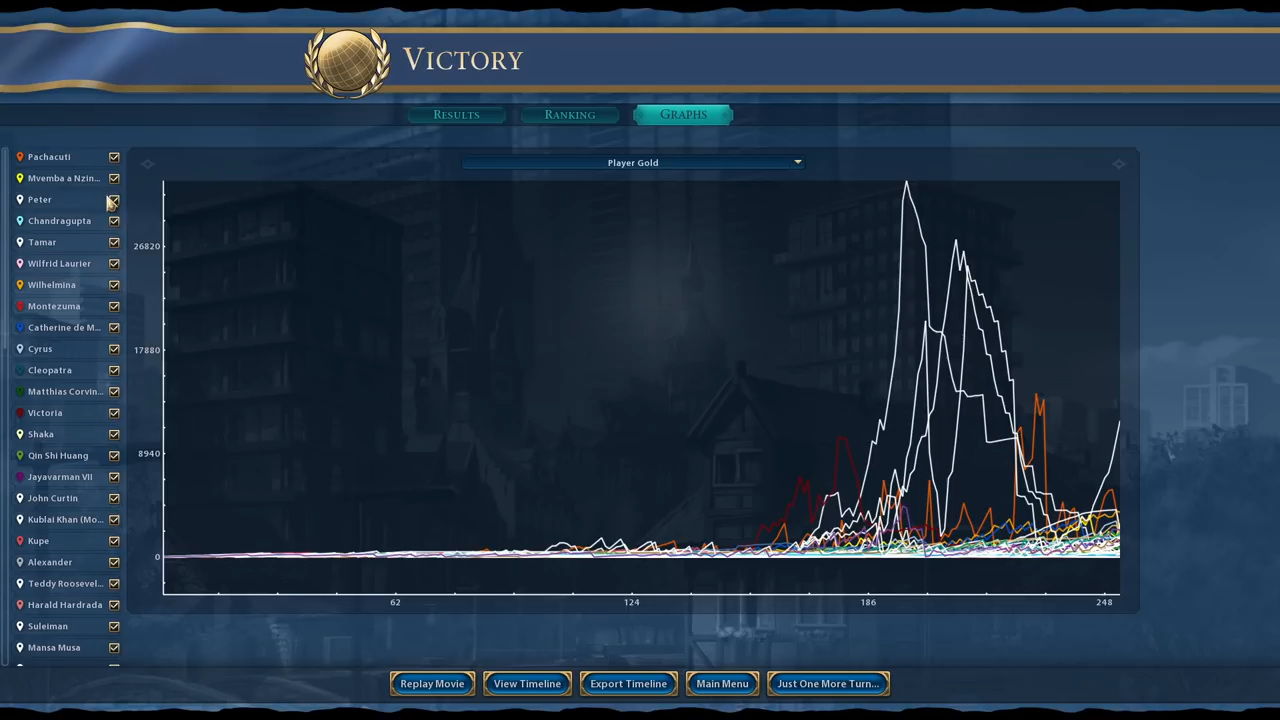 VICTORY
RESULTS
RANKING
GRAPHS
Pachacuti
Mvemba a Nzin...
Peter
Chandragupta
Tamar
Wilfrid Laurier
Wilhelmina
Montezuma
Catherine de M...
Cyrus
Cleopatra
Matthias Corvin...
Victoria
Shaka
Qin Shi Huang
Jayavarman VII
John Curtin
Kublai Khan (Mo...
Kupe
Alexander
Teddy Roosevel...
Harald Hardrada
Suleiman
Mansa Musa
Player Gold
26820
17880
8940
0
62
124
186
248
Replay Movie
View Timeline
Export Timeline
Main Menu
Just One More Turn...